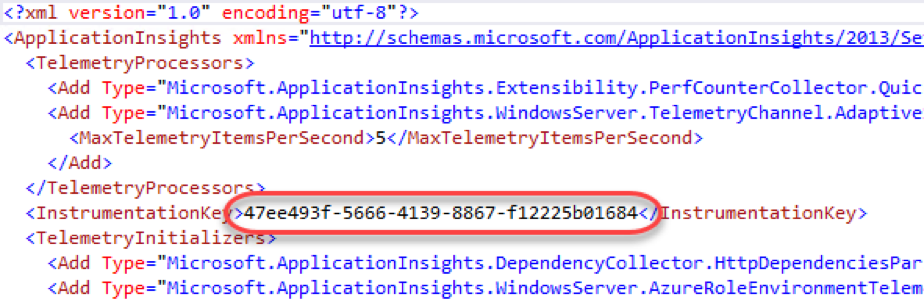 <?xml version="1.0" encoding="utf-8"?>
<ApplicationInsights xmlns="http://schemas.microsoft.com/ApplicationInsights/2013/Se
<TelemetryProcessors>
<Add Type="Microsoft.ApplicationInsights.Extensibility.PerfCounterCollector.Quic
<Add Type="Microsoft.ApplicationInsights.WindowsServer.TelemetryChannel.Adaptive
<MaxTelemetryItemsPerSecond>5</MaxTelemetryItemsPerSecond>
</Add>
</TelemetryProcessors>
<InstrumentationKey>47ee493f-5666-4139-8867-f12225b01684</InstrumentationKey>
<TelemetryInitializers>
<Add Type="Microsoft.ApplicationInsights.DependencyCollector.HttpDependenciesPar
<Add Type="Microsoft.ApplicationInsights.WindowsServer.AzureRoleEnvironmentTelem